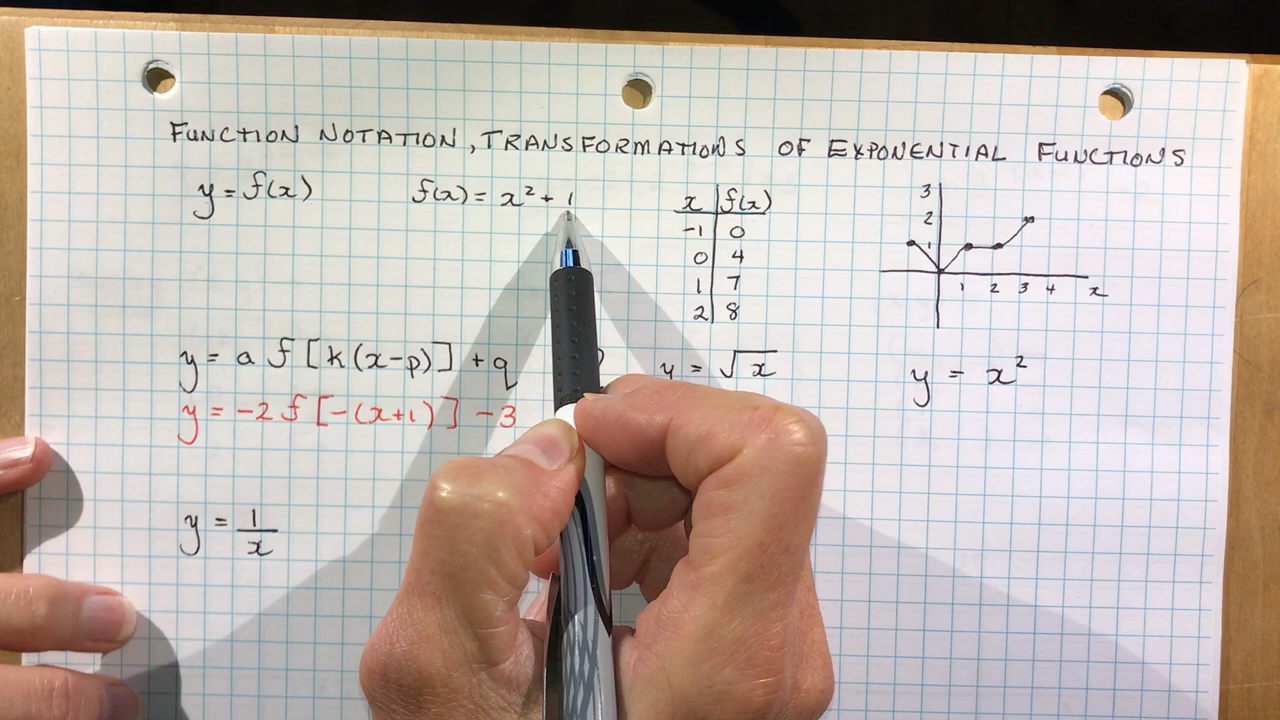 FUNCTION NOTATION, TRANSFORMATIONS OF EXPONENTIAL FUNCTIONS
y = f(x)
f(x) = x² + 1
x f(x)
-1 0
0 4
1 7
2 8
3
2
1
1 2 3 4 x
y = a f [k(x-p)] + q
y = -2 f [-(x+1)] - 3
y = √x
y = x²
y = 1/x